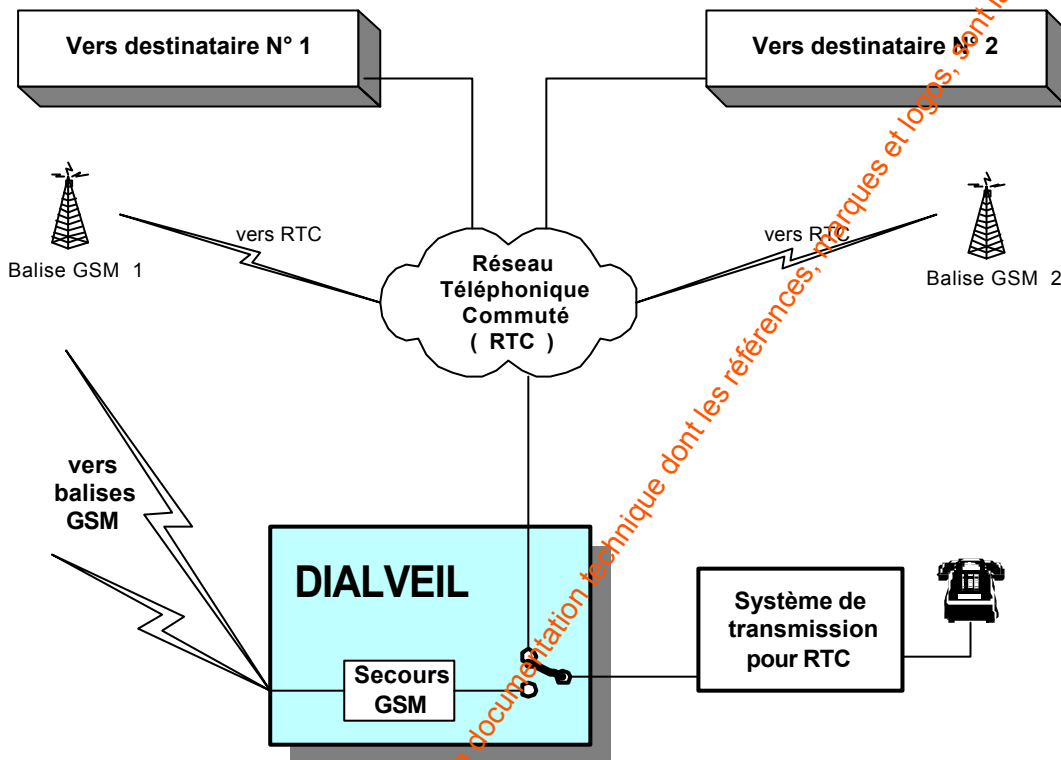 Vers destinataire N° 1
Vers destinataire N° 2
vers RTC
vers RTC
Balise GSM 1
Balise GSM 2
Réseau
Téléphonique
Commuté
( RTC )
vers
balises
GSM
DIALVEIL
Secours
GSM
Système de
transmission
pour RTC
documentation technique dont les références, marques et logos, sont